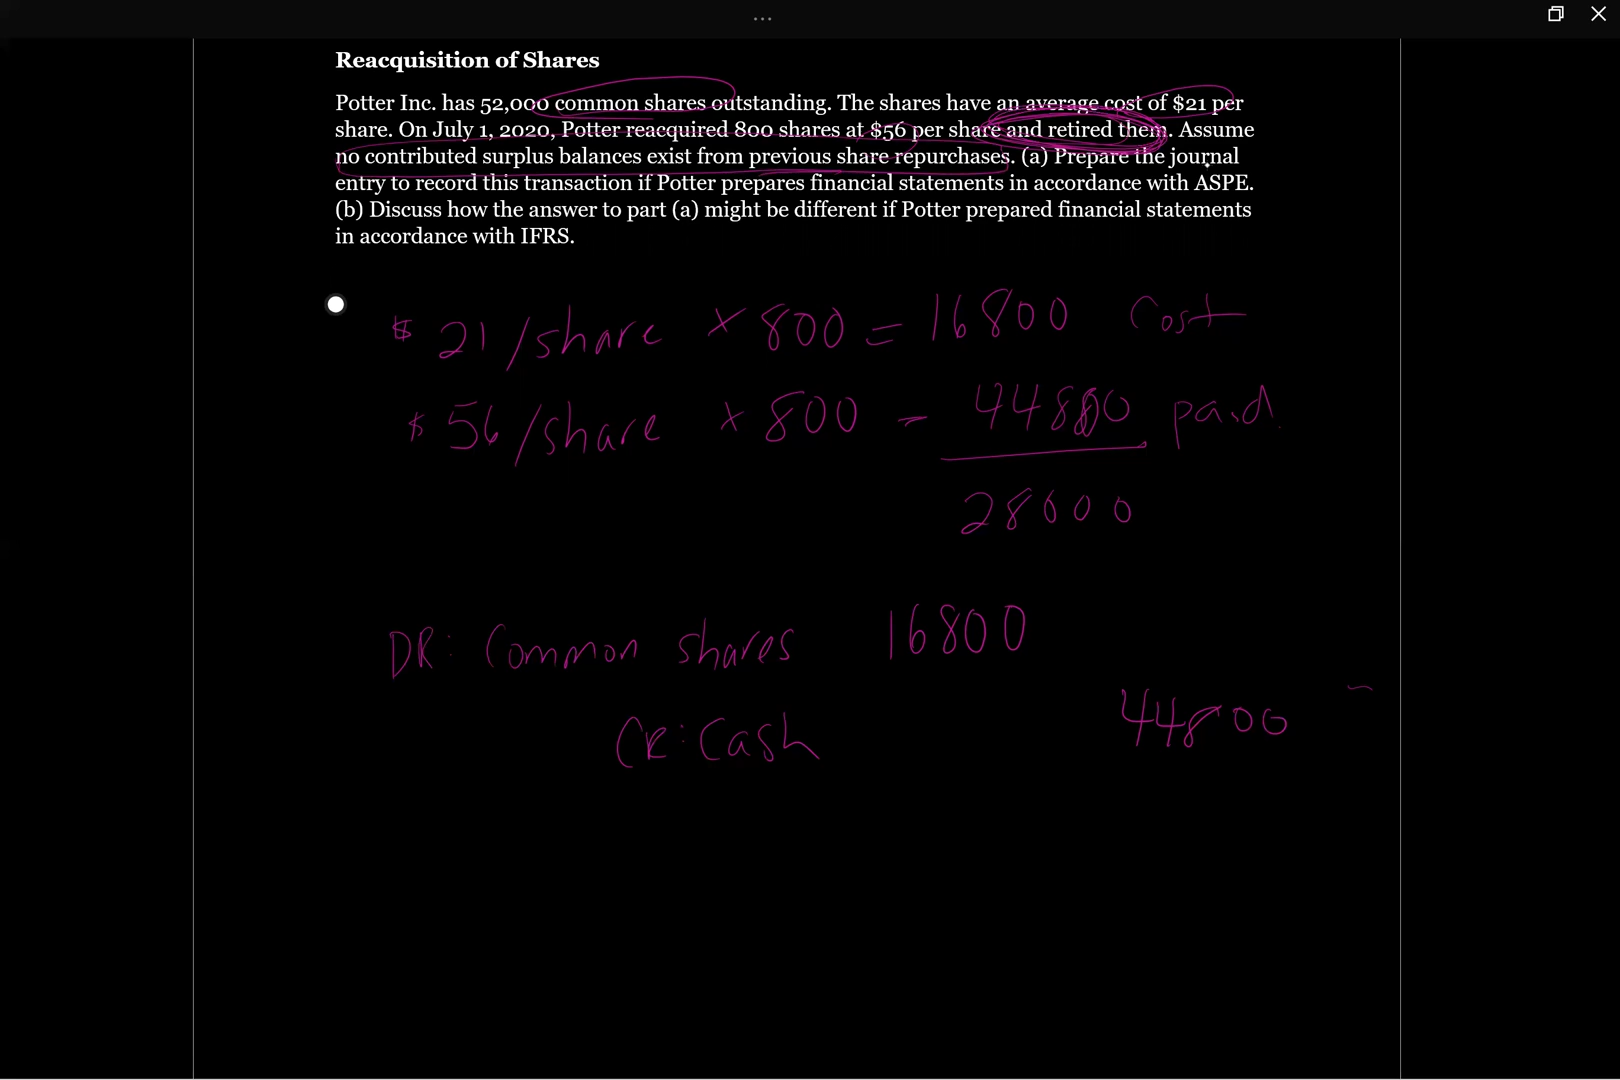 Reacquisition of Shares
Potter Inc. has 52,000 common shares outstanding. The shares have an average cost of $21 per
share. On July 1, 2020, Potter reacquired 800 shares at $56 per share and retired them. Assume
no contributed surplus balances exist from previous share repurchases. (a) Prepare the journal
entry to record this transaction if Potter prepares financial statements in accordance with ASPE.
(b) Discuss how the answer to part (a) might be different if Potter prepared financial statements
in accordance with IFRS.
$ 21 /share × 800 = 16800 Cost
$ 56 /share × 800 - 44800 paid
28000
DR: Common shares 16800
CR: Cash 44800